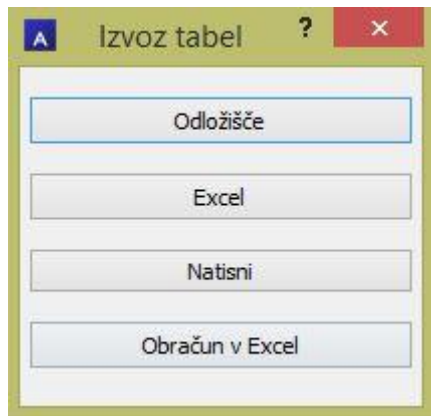 A Izvoz tabel ? ×
Odložišče
Excel
Natisni
Obračun v Excel